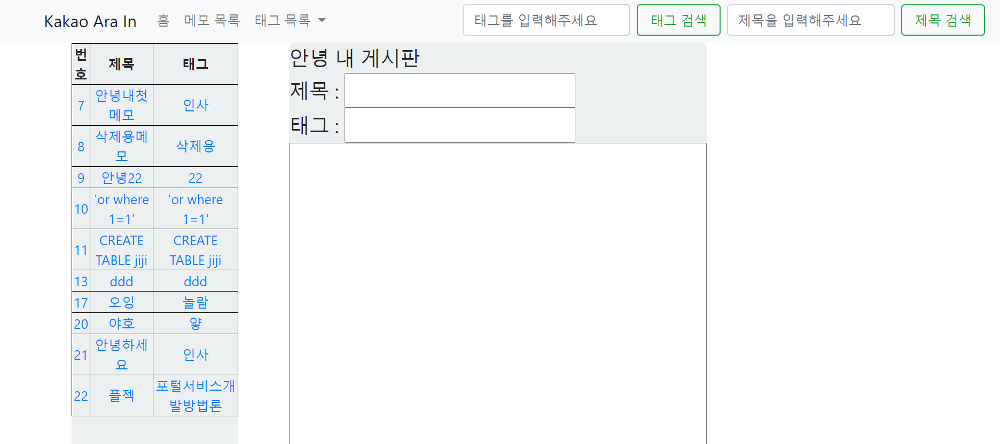 Kakao Ara In 홈 메모 목록 태그 목록 태그를 입력해주세요 태그 검색 제목을 입력해주세요 제목 검색
번호 제목 태그
7 안녕내첫메모 인사
8 삭제용메모 삭제용
9 안녕22 22
10 'or where 1=1' 'or where 1=1'
11 CREATE TABLE jiji CREATE TABLE jiji
13 ddd ddd
17 오잉 놀람
20 야호 얗
21 안녕하세요 인사
22 플젝 포털서비스개발방법론
안녕 내 게시판
제목 :
태그 :